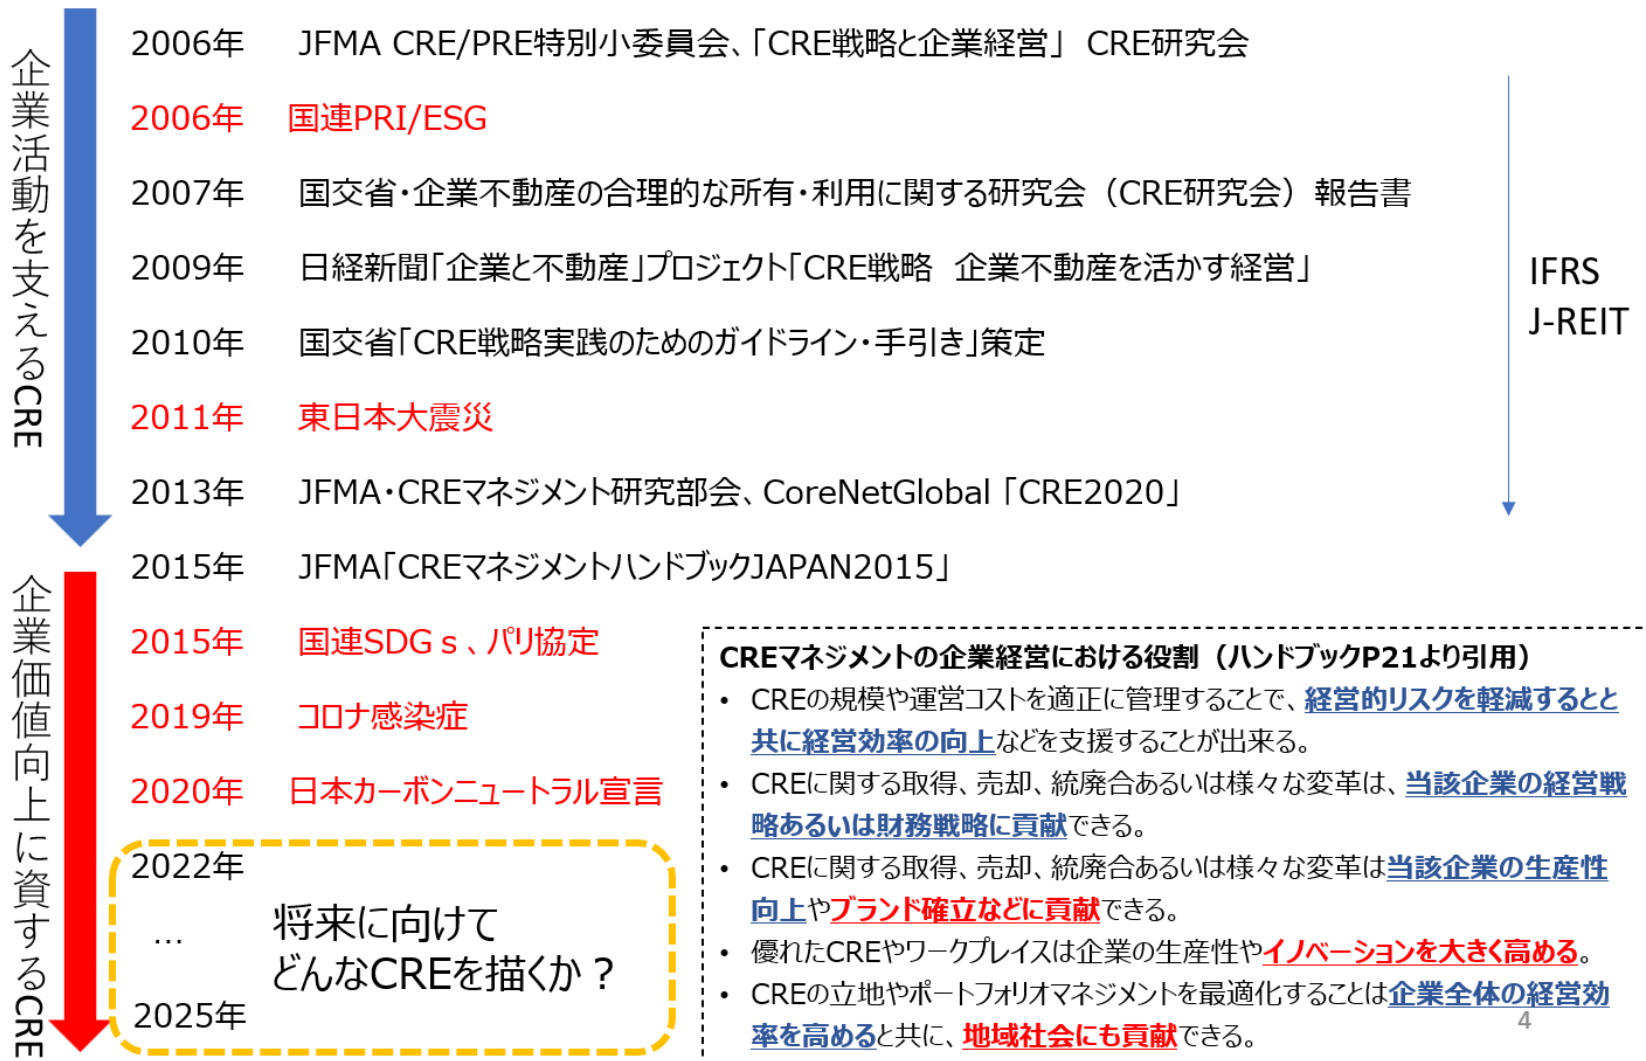 企業活動を支えるCRE
2006年 JFMA CRE/PRE特別小委員会、「CRE戦略と企業経営」 CRE研究会
2006年 国連PRI/ESG
2007年 国交省・企業不動産の合理的な所有・利用に関する研究会（CRE研究会）報告書
2009年 日経新聞「企業と不動産」プロジェクト「CRE戦略 企業不動産を活かす経営」
2010年 国交省「CRE戦略実践のためのガイドライン・手引き」策定
2011年 東日本大震災
2013年 JFMA・CREマネジメント研究部会、CoreNetGlobal「CRE2020」
IFRS
J-REIT
企業価値向上に資するCRE
2015年 JFMA「CREマネジメントハンドブックJAPAN2015」
2015年 国連SDGｓ、パリ協定
2019年 コロナ感染症
2020年 日本カーボンニュートラル宣言
2022年
…
2025年
将来に向けて
どんなCREを描くか？
CREマネジメントの企業経営における役割（ハンドブックP21より引用）
• CREの規模や運営コストを適正に管理することで、経営的リスクを軽減するとと
共に経営効率の向上などを支援することが出来る。
• CREに関する取得、売却、統廃合あるいは様々な変革は、当該企業の経営戦
略あるいは財務戦略に貢献できる。
• CREに関する取得、売却、統廃合あるいは様々な変革は当該企業の生産性
向上やブランド確立などに貢献できる。
• 優れたCREやワークプレイスは企業の生産性やイノベーションを大きく高める。
• CREの立地やポートフォリオマネジメントを最適化することは企業全体の経営効
率を高めると共に、地域社会にも貢献できる。
4